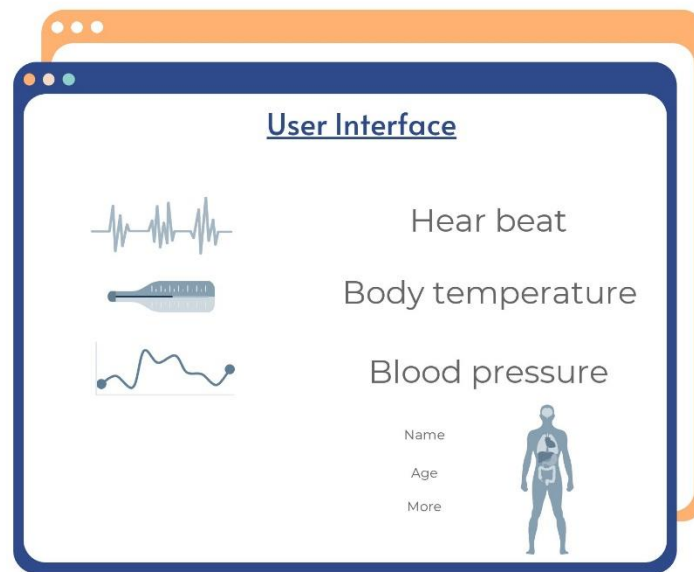 User Interface
Hear beat
Body temperature
Blood pressure
Name
Age
More